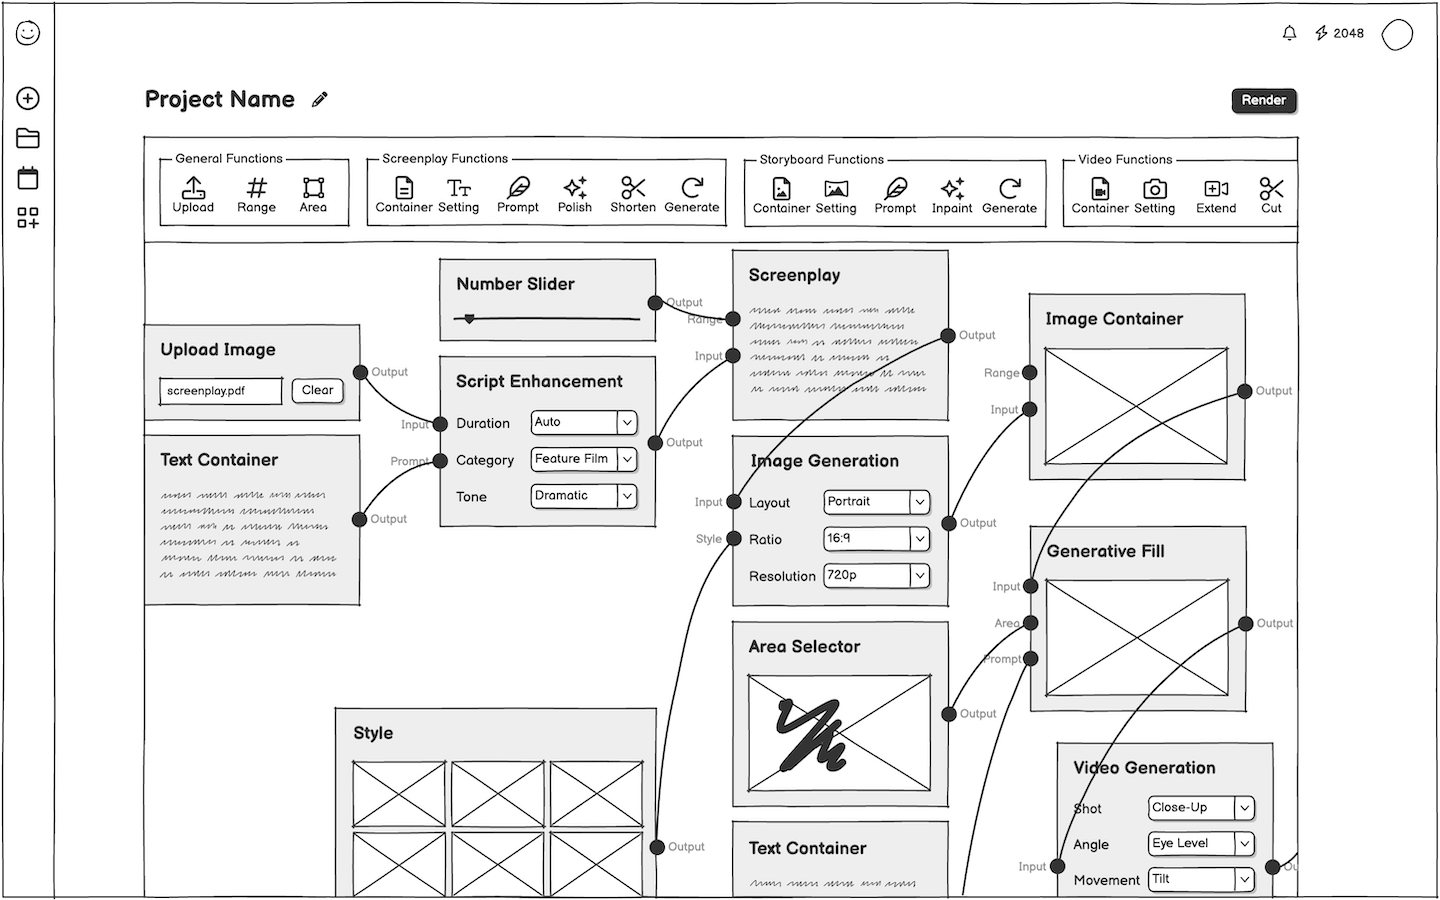 2048
Project Name
Render
General Functions
Upload Range Area
Screenplay Functions
Container Setting Prompt Polish Shorten Generate
Storyboard Functions
Container Setting Prompt Inpaint Generate
Video Functions
Container Setting Extend Cut
Upload Image
screenplay.pdf Clear
Output
Text Container
Output
Number Slider
Output
Script Enhancement
Input Duration Auto
Prompt Category Feature Film
Tone Dramatic
Output
Screenplay
Range
Input
Output
Image Generation
Input Layout Portrait
Style Ratio 16:9
Resolution 720p
Output
Style
Output
Area Selector
Output
Text Container
Image Container
Range
Input
Output
Generative Fill
Input
Area
Prompt
Output
Video Generation
Shot Close-Up
Angle Eye Level
Input
Movement Tilt